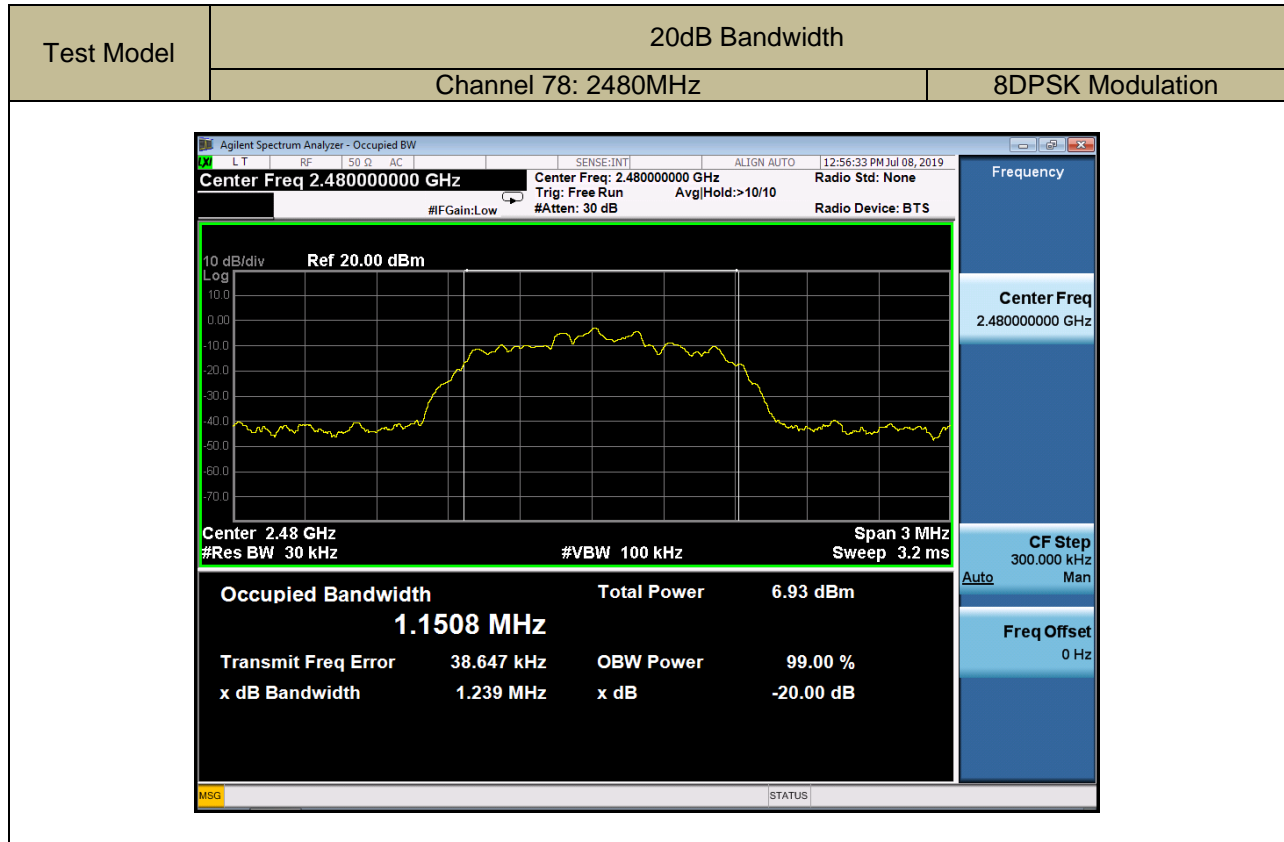 Test Model
20dB Bandwidth
Channel 78: 2480MHz
8DPSK Modulation
Agilent Spectrum Analyzer - Occupied BW
LXI L T RF 50 Ω AC SENSE:INT ALIGN AUTO 12:56:33 PM Jul 08, 2019
Center Freq 2.480000000 GHz
Center Freq: 2.480000000 GHz
Radio Std: None
Trig: Free Run Avg|Hold:>10/10
#IFGain:Low
#Atten: 30 dB
Radio Device: BTS
10 dB/div Ref 20.00 dBm
Log
10.0
0.00
-10.0
-20.0
-30.0
-40.0
-50.0
-60.0
-70.0
Center 2.48 GHz
Span 3 MHz
#Res BW 30 kHz
#VBW 100 kHz
Sweep 3.2 ms
Occupied Bandwidth
1.1508 MHz
Total Power 6.93 dBm
Transmit Freq Error 38.647 kHz
OBW Power 99.00 %
x dB Bandwidth 1.239 MHz
x dB -20.00 dB
MSG
STATUS
Frequency
Center Freq
2.480000000 GHz
CF Step
300.000 kHz
Auto Man
Freq Offset
0 Hz